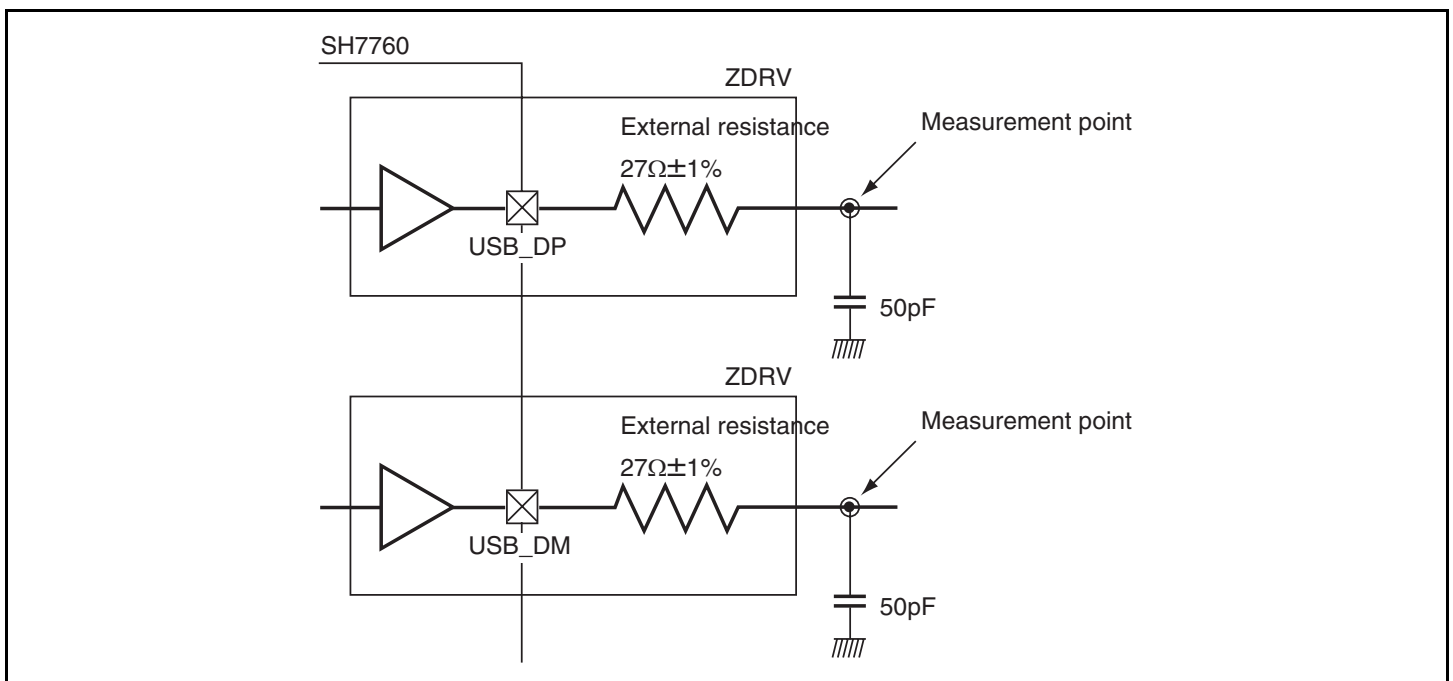 SH7760
ZDRV
External resistance
Measurement point
27Ω±1%
USB_DP
50pF
ZDRV
External resistance
Measurement point
27Ω±1%
USB_DM
50pF